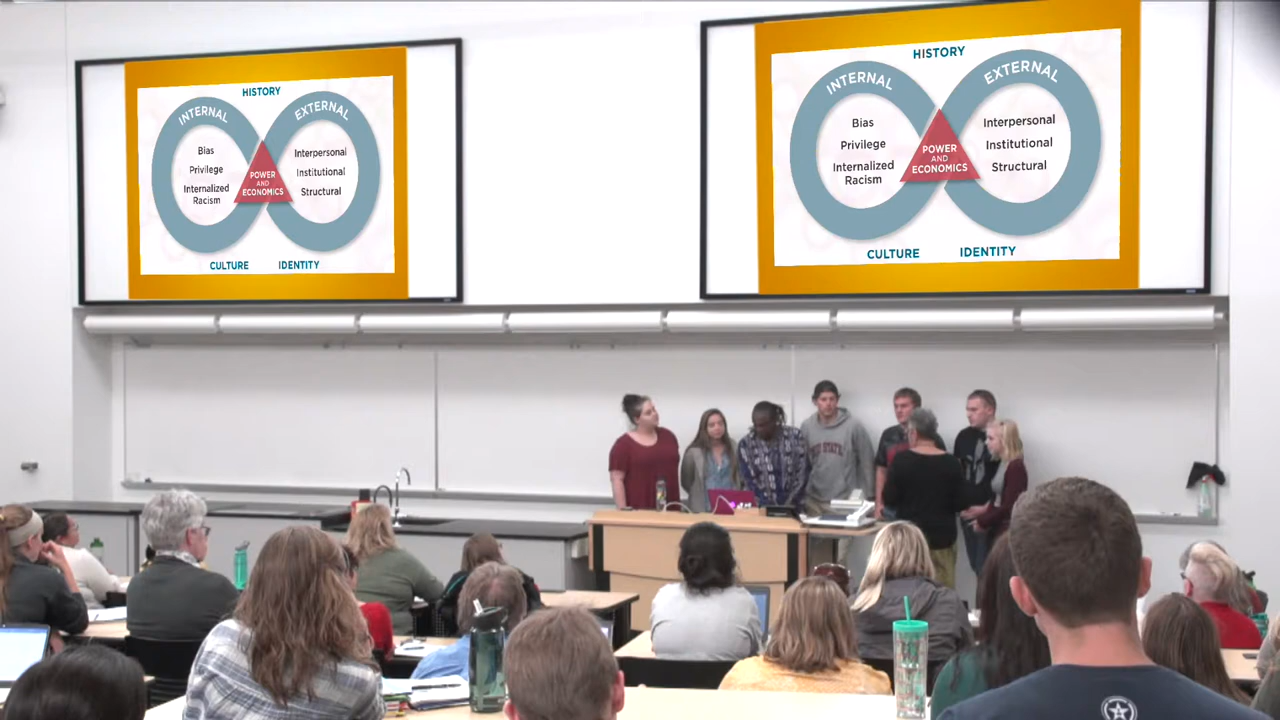 HISTORY
INTERNAL
EXTERNAL
Bias
Privilege
Internalized
Racism
POWER
AND
ECONOMICS
Interpersonal
Institutional
Structural
CULTURE
IDENTITY
HISTORY
INTERNAL
EXTERNAL
Bias
Privilege
Internalized
Racism
POWER
AND
ECONOMICS
Interpersonal
Institutional
Structural
CULTURE
IDENTITY
STATE